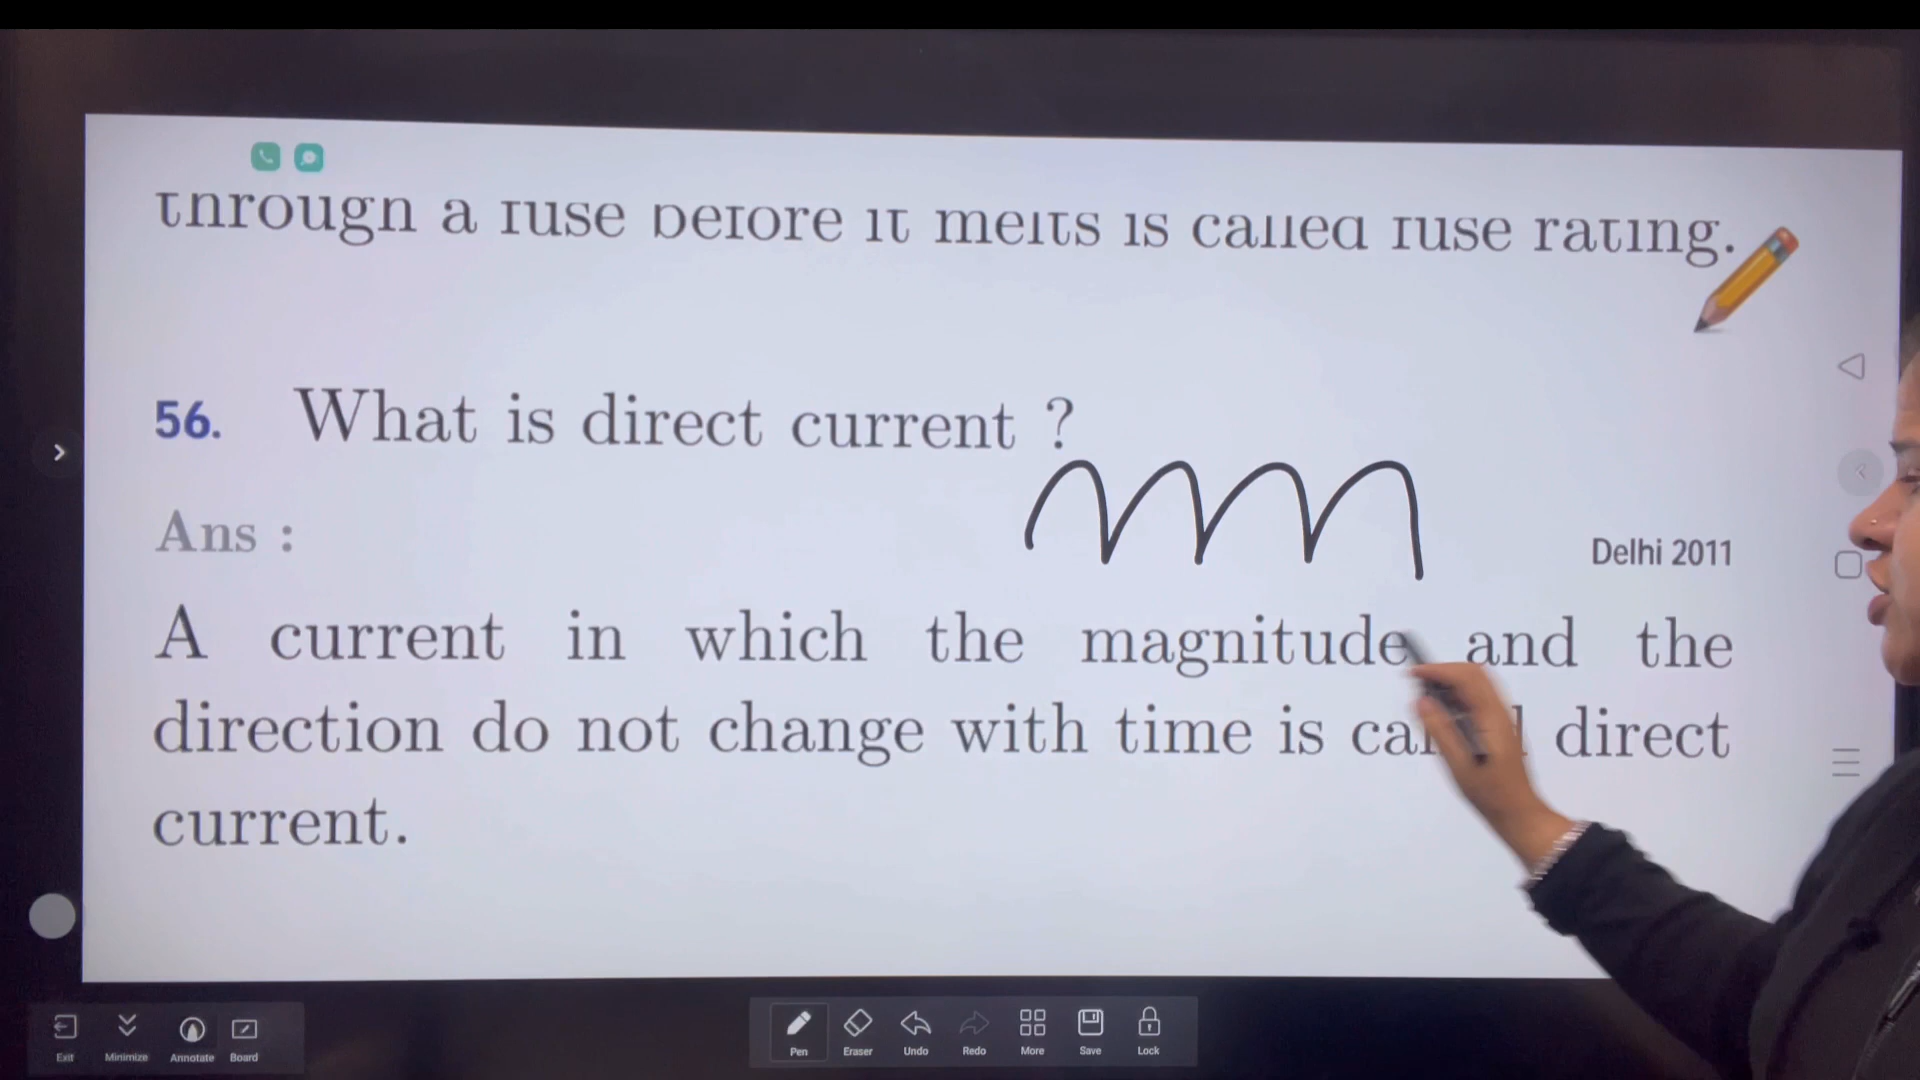 through a fuse before it melts is called fuse rating.
56. What is direct current ?
Ans :
Delhi 2011
A current in which the magnitude and the
direction do not change with time is called direct
current.
Exit Minimize Annotate Board
Pen Eraser Undo Redo More Save Lock